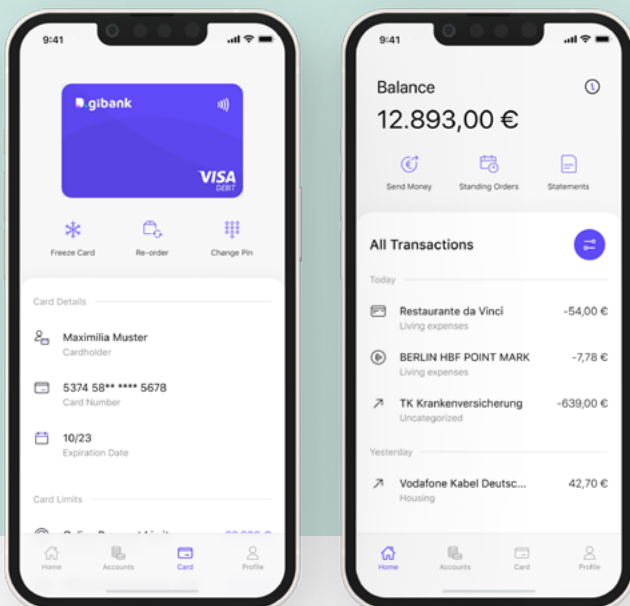 9:41
gibank
VISA
DEBIT
Freeze Card
Re-order
Change Pin
Card Details
Maximilia Muster
Cardholder
5374 58** **** 5678
Card Number
10/23
Expiration Date
Card Limits
Home
Accounts
Card
Profile
9:41
Balance
12.893,00 €
Send Money
Standing Orders
Statements
All Transactions
Today
Restaurante da Vinci -54,00 €
Living expenses
BERLIN HBF POINT MARK -7,78 €
Living expenses
TK Krankenversicherung -639,00 €
Uncategorized
Yesterday
Vodafone Kabel Deutsc... 42,70 €
Housing
Home
Accounts
Card
Profile